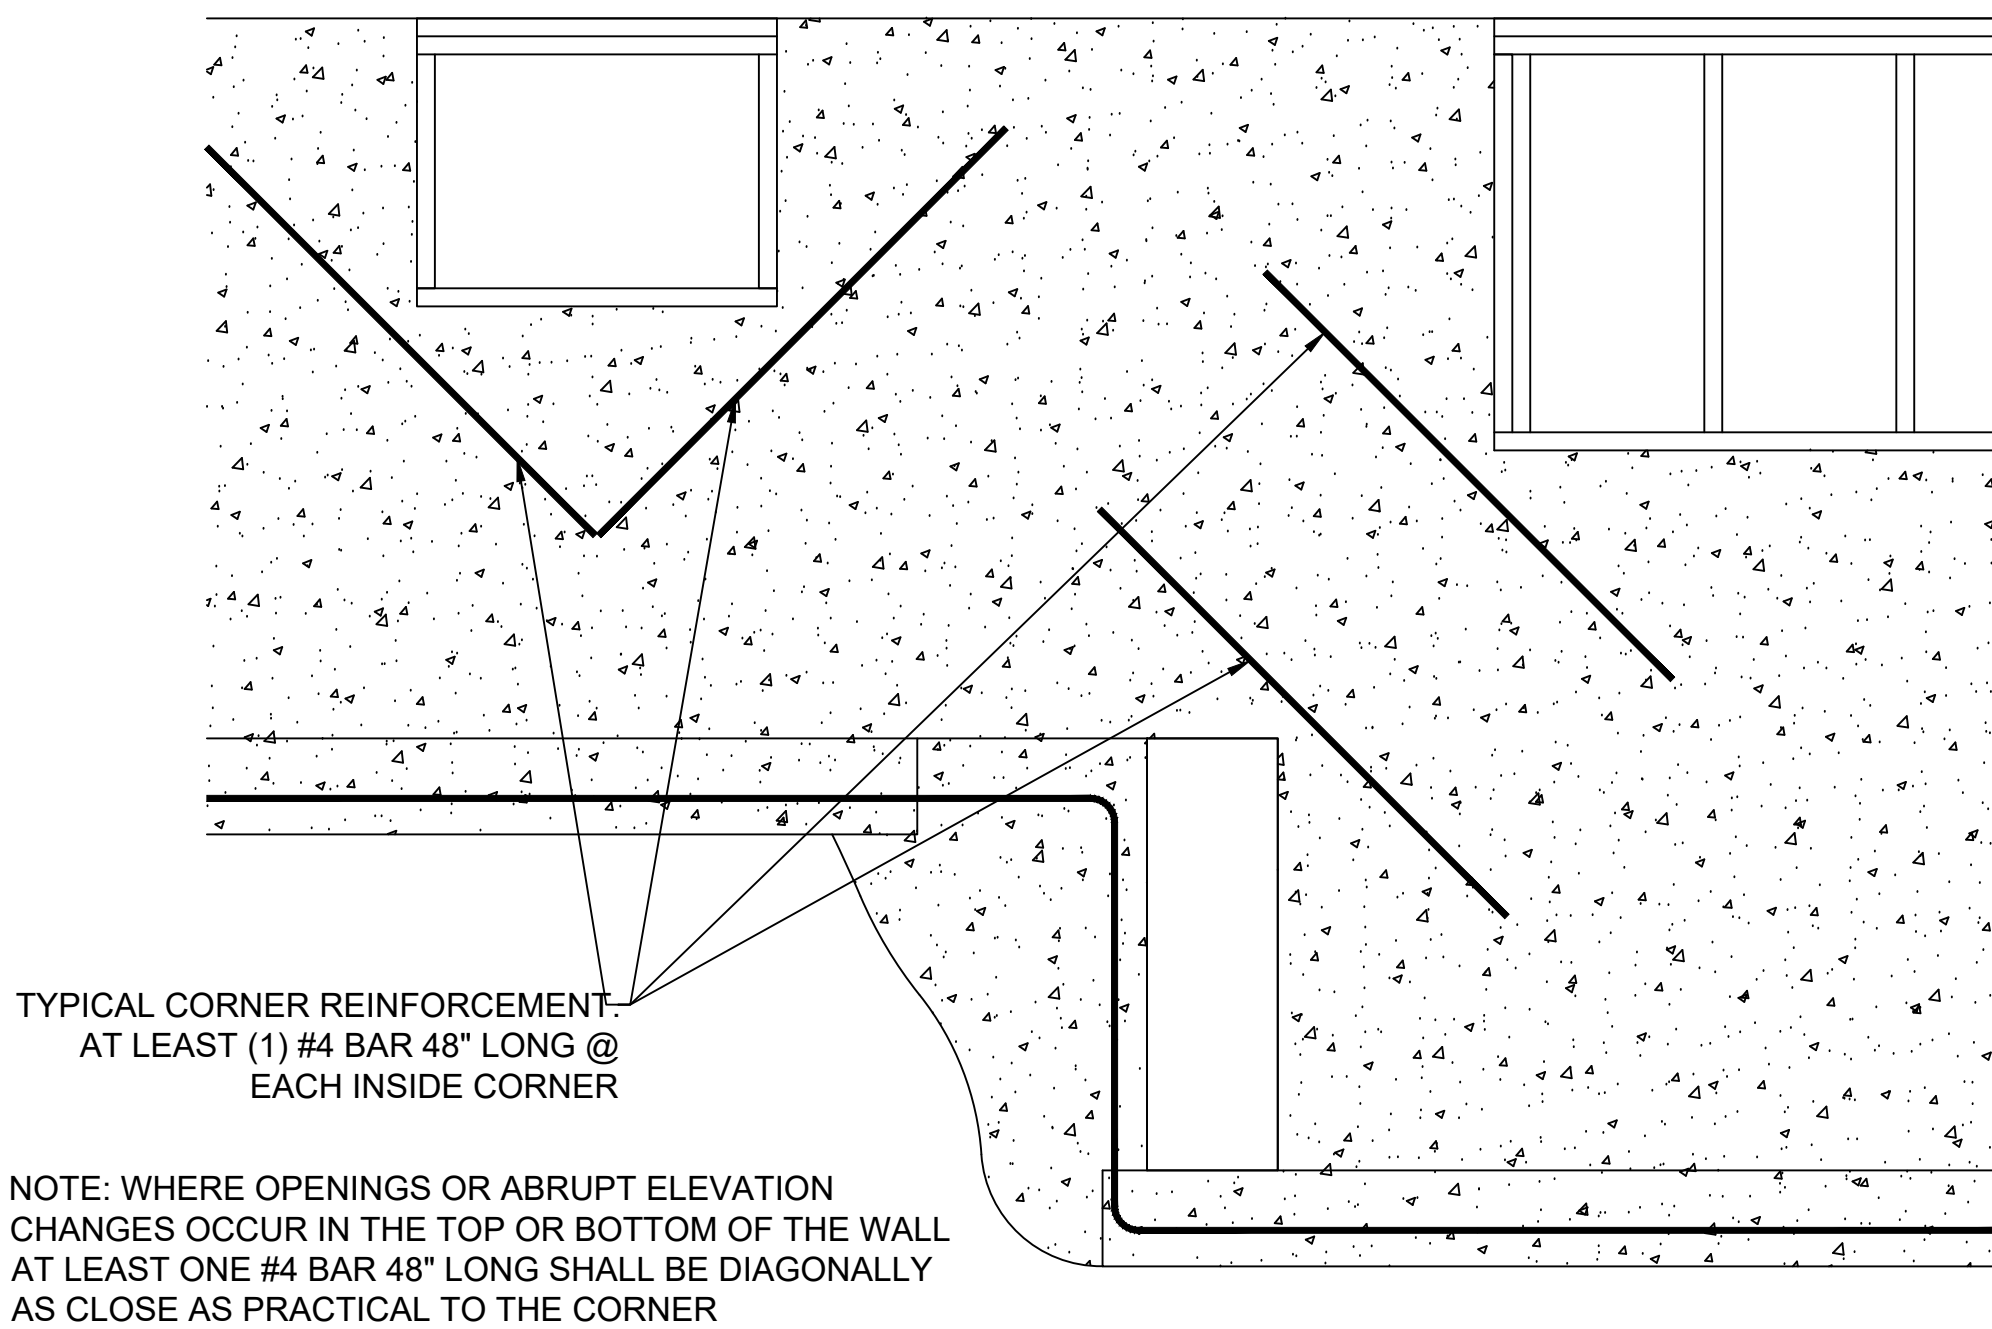 TYPICAL CORNER REINFORCEMENT:
AT LEAST (1) #4 BAR 48" LONG @
EACH INSIDE CORNER
NOTE: WHERE OPENINGS OR ABRUPT ELEVATION
CHANGES OCCUR IN THE TOP OR BOTTOM OF THE WALL
AT LEAST ONE #4 BAR 48" LONG SHALL BE DIAGONALLY
AS CLOSE AS PRACTICAL TO THE CORNER